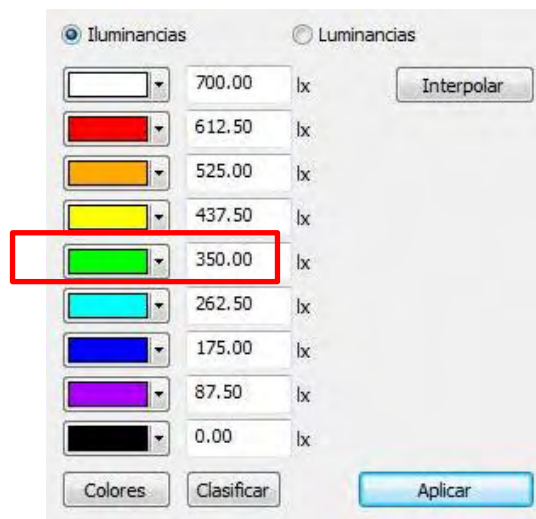 Iluminancias Luminancias
700.00 lx Interpolar
612.50 lx
525.00 lx
437.50 lx
350.00 lx
262.50 lx
175.00 lx
87.50 lx
0.00 lx
Colores Clasificar Aplicar